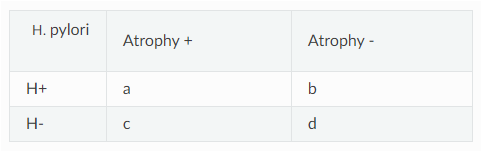 H. pylori Atrophy + Atrophy -
H+ a b
H- c d